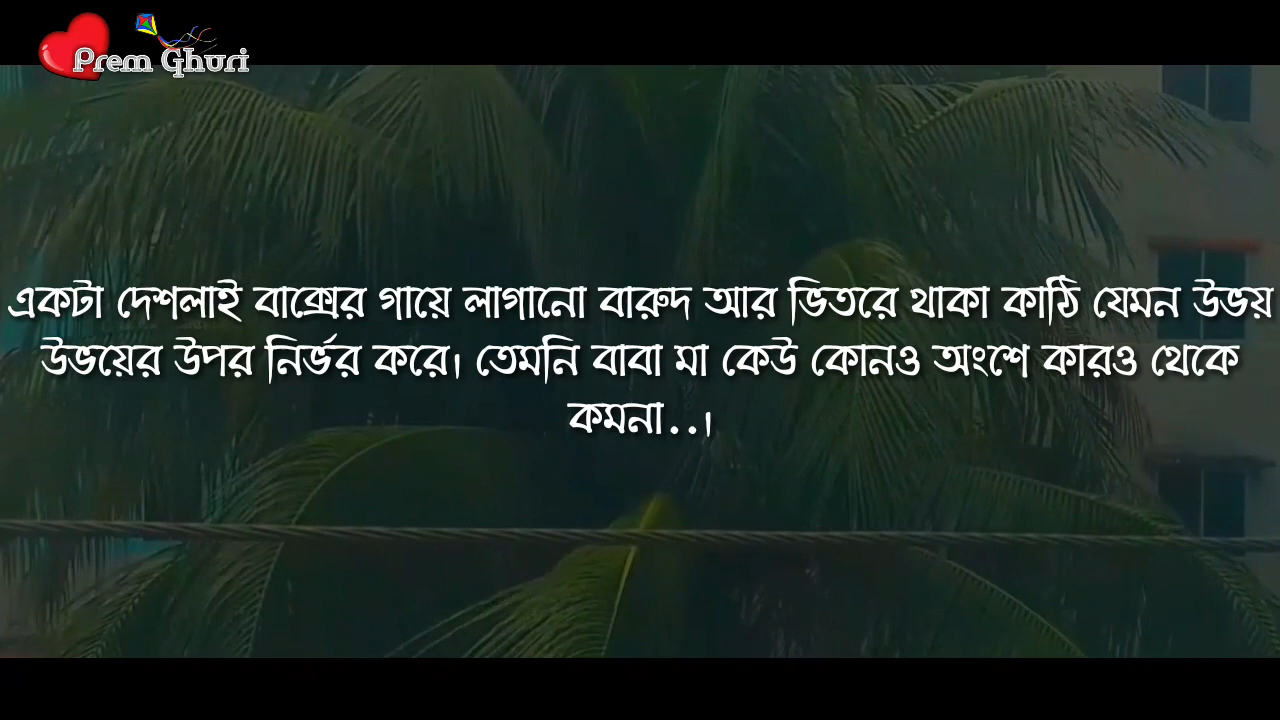 Prem Ghuri
একটা দেশলাই বাক্সের গায়ে লাগানো বারুদ আর ভিতরে থাকা কাঠি যেমন উভয়
উভয়ের উপর নির্ভর করে। তেমনি বাবা মা কেউ কোনও অংশে কারও থেকে
কমনা..।